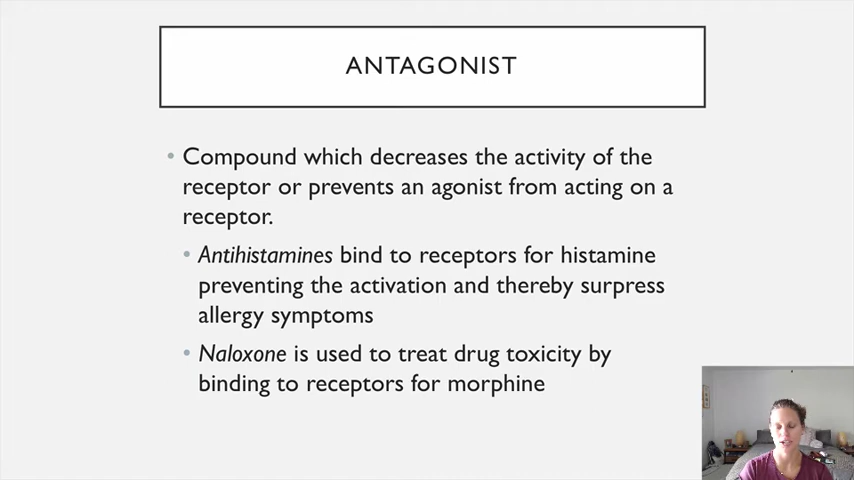 ANTAGONIST
• Compound which decreases the activity of the
receptor or prevents an agonist from acting on a
receptor.
• Antihistamines bind to receptors for histamine
preventing the activation and thereby surpress
allergy symptoms
• Naloxone is used to treat drug toxicity by
binding to receptors for morphine